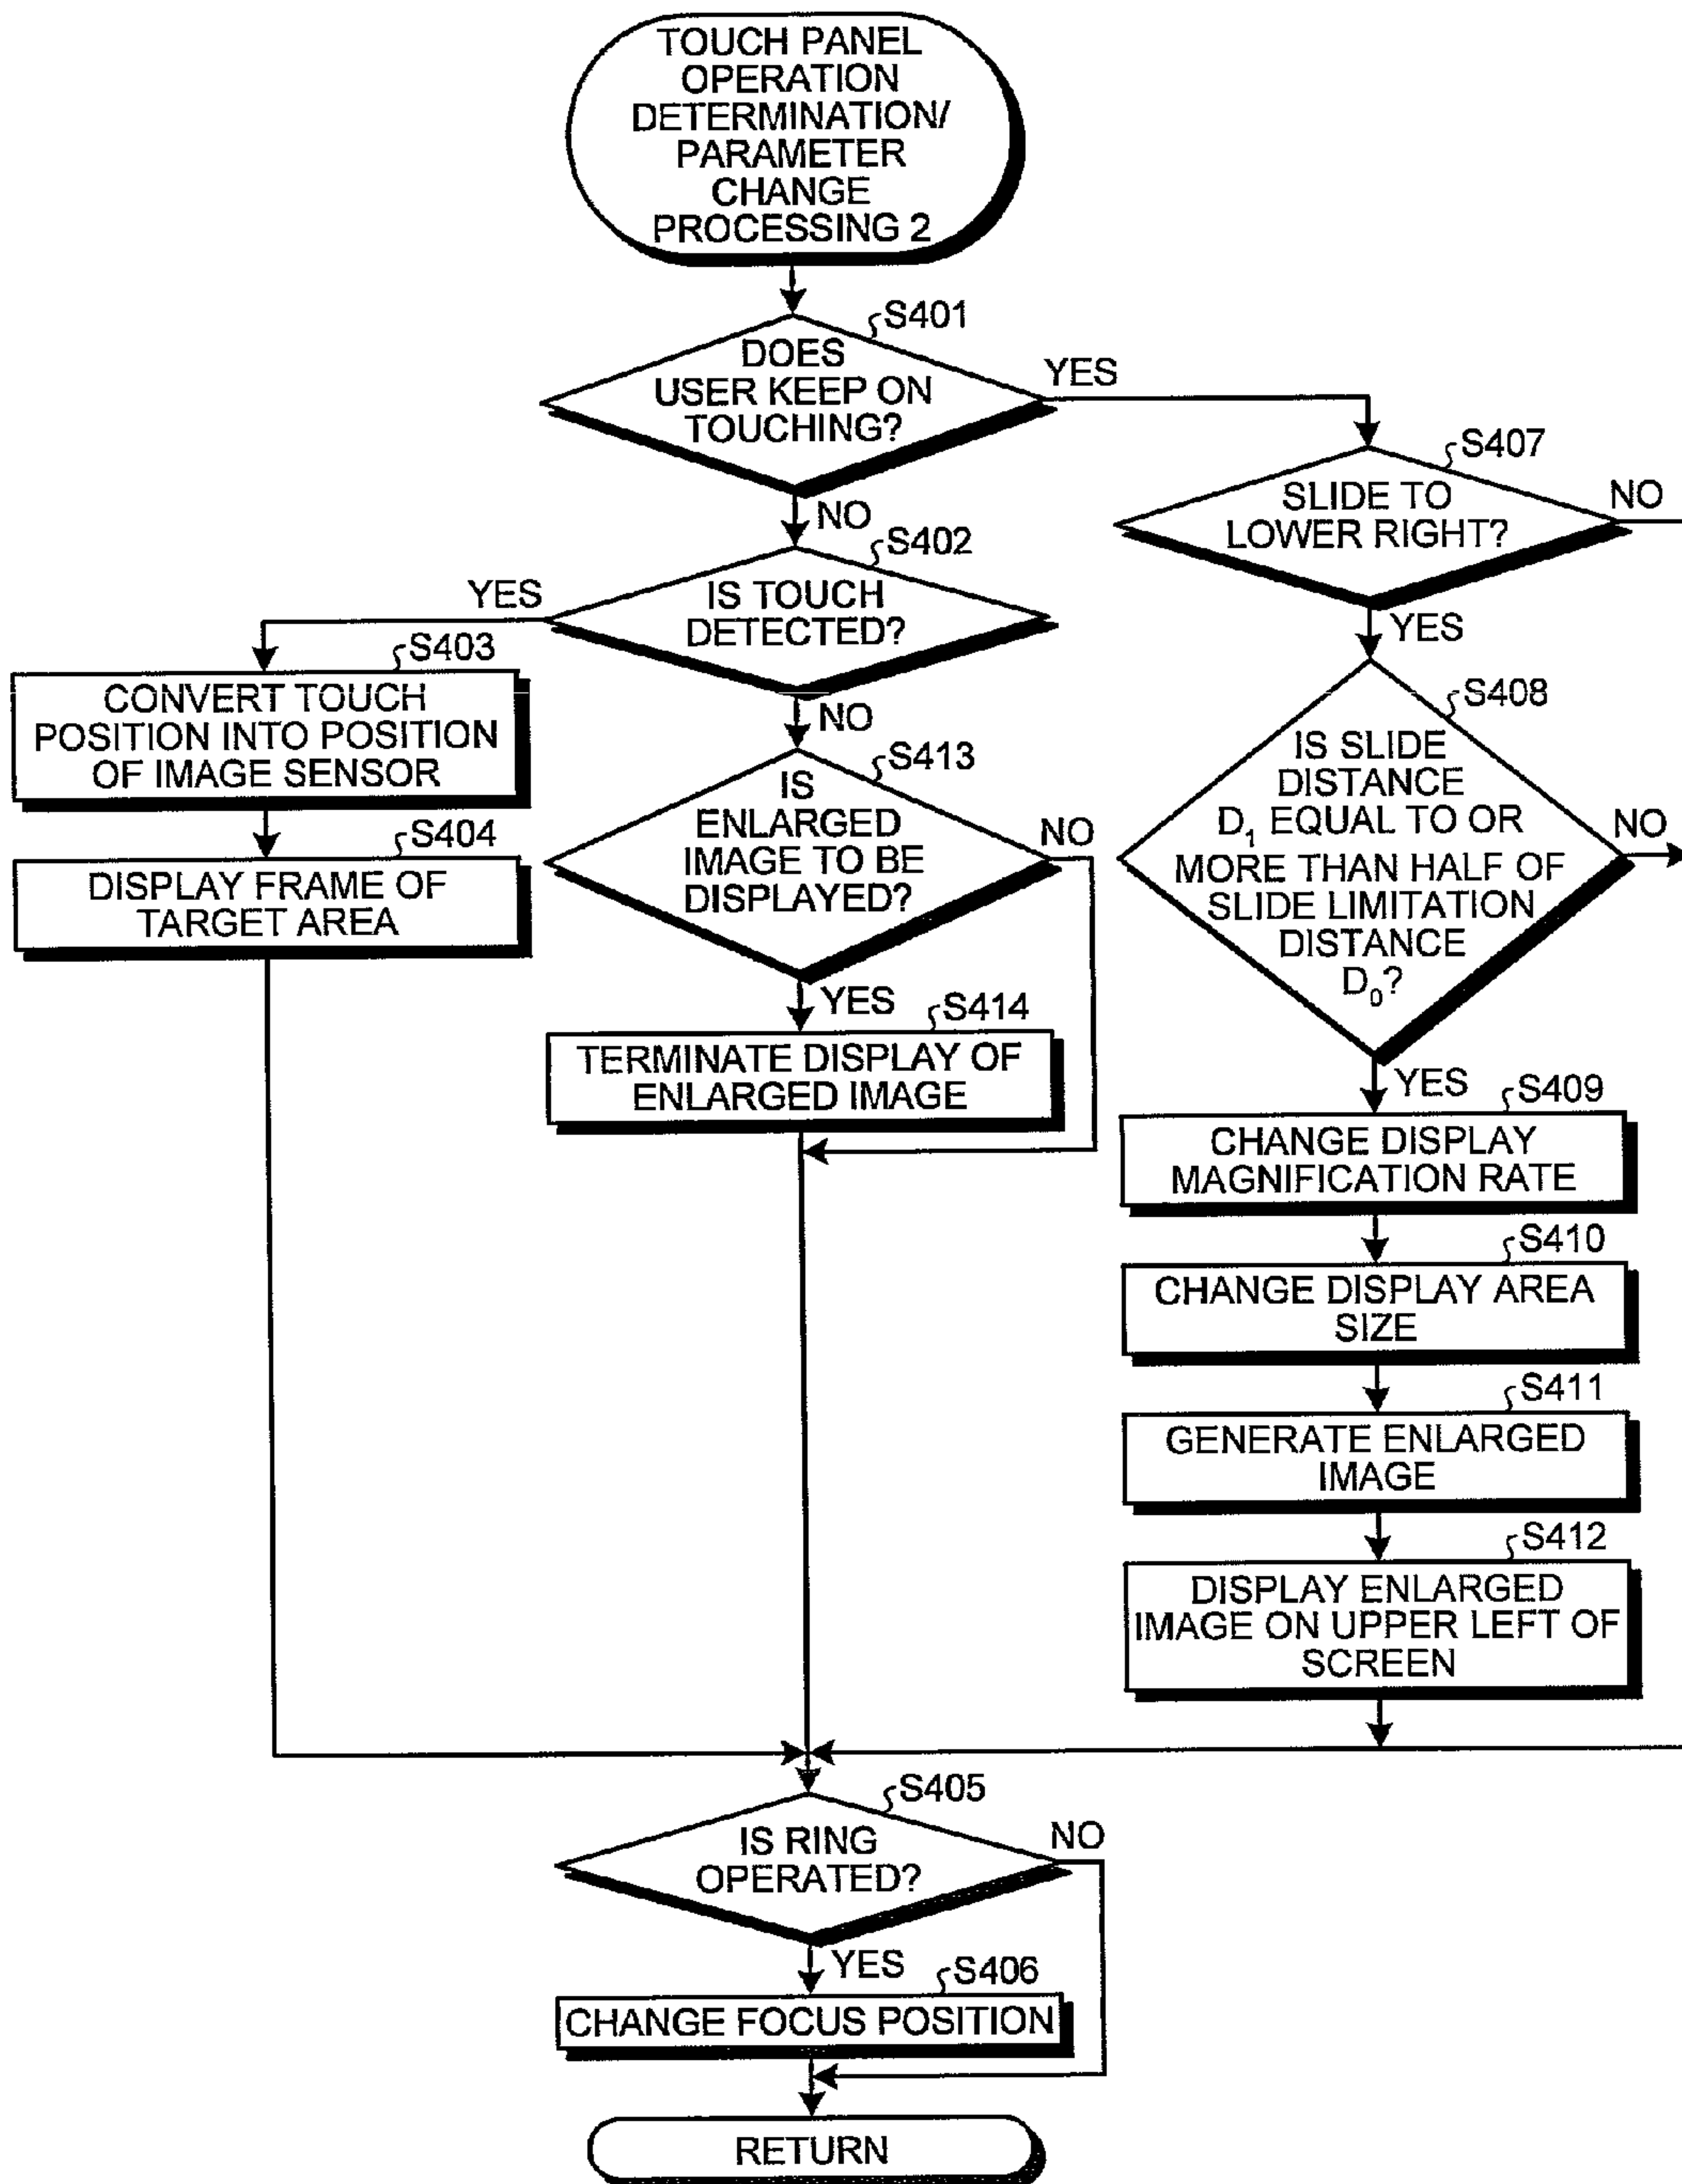 TOUCH PANEL
OPERATION
DETERMINATION/
PARAMETER
CHANGE
PROCESSING 2
S401
DOES
USER KEEP ON
TOUCHING?
YES
NO
S402
IS TOUCH
DETECTED?
YES
NO
S403
CONVERT TOUCH
POSITION INTO POSITION
OF IMAGE SENSOR
S404
DISPLAY FRAME OF
TARGET AREA
S413
IS
ENLARGED
IMAGE TO BE
DISPLAYED?
NO
YES
S414
TERMINATE DISPLAY OF
ENLARGED IMAGE
S407
SLIDE TO
LOWER RIGHT?
NO
YES
S408
IS SLIDE
DISTANCE
D₁ EQUAL TO OR
MORE THAN HALF OF
SLIDE LIMITATION
DISTANCE
D₀?
NO
YES
S409
CHANGE DISPLAY
MAGNIFICATION RATE
S410
CHANGE DISPLAY AREA
SIZE
S411
GENERATE ENLARGED
IMAGE
S412
DISPLAY ENLARGED
IMAGE ON UPPER LEFT OF
SCREEN
S405
IS RING
OPERATED?
NO
YES
S406
CHANGE FOCUS POSITION
RETURN